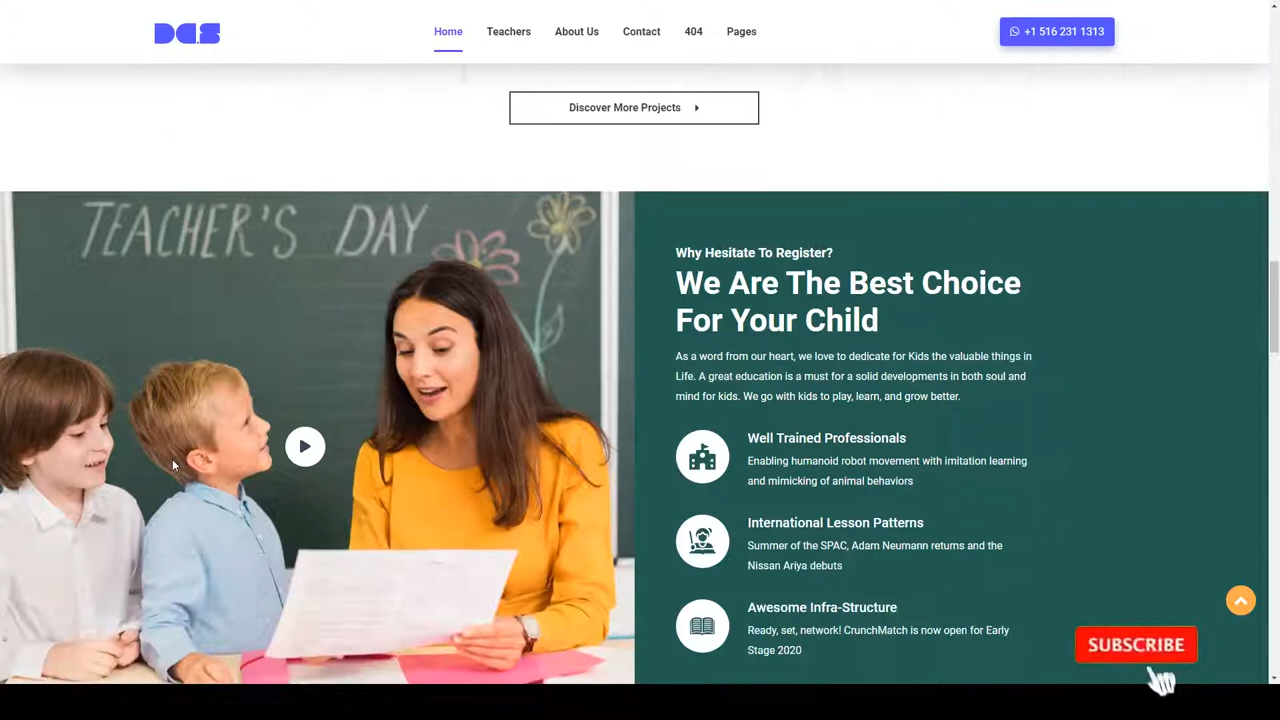 DCS
Home Teachers About Us Contact 404 Pages
+1 516 231 1313
Discover More Projects
TEACHER'S DAY
Why Hesitate To Register?
We Are The Best Choice
For Your Child
As a word from our heart, we love to dedicate for Kids the valuable things in
Life. A great education is a must for a solid developments in both soul and
mind for kids. We go with kids to play, learn, and grow better.
Well Trained Professionals
Enabling humanoid robot movement with imitation learning
and mimicking of animal behaviors
International Lesson Patterns
Summer of the SPAC, Adam Neumann returns and the
Nissan Ariya debuts
Awesome Infra-Structure
Ready, set, network! CrunchMatch is now open for Early
Stage 2020
SUBSCRIBE